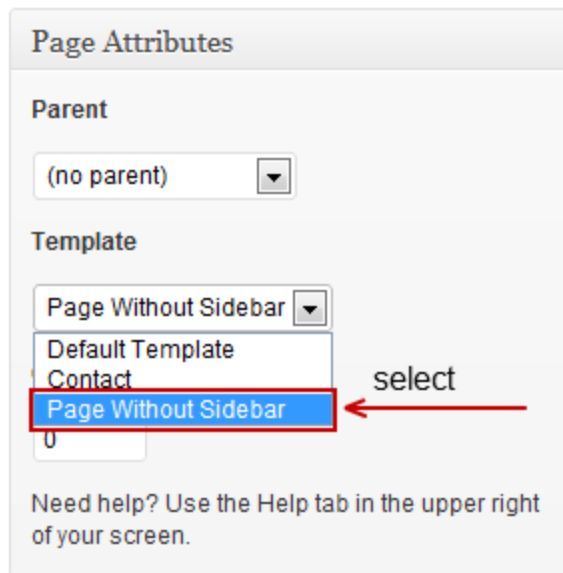 Page Attributes
Parent
(no parent)
Template
Page Without Sidebar
Default Template
Contact
select
Page Without Sidebar
0
Need help? Use the Help tab in the upper right
of your screen.